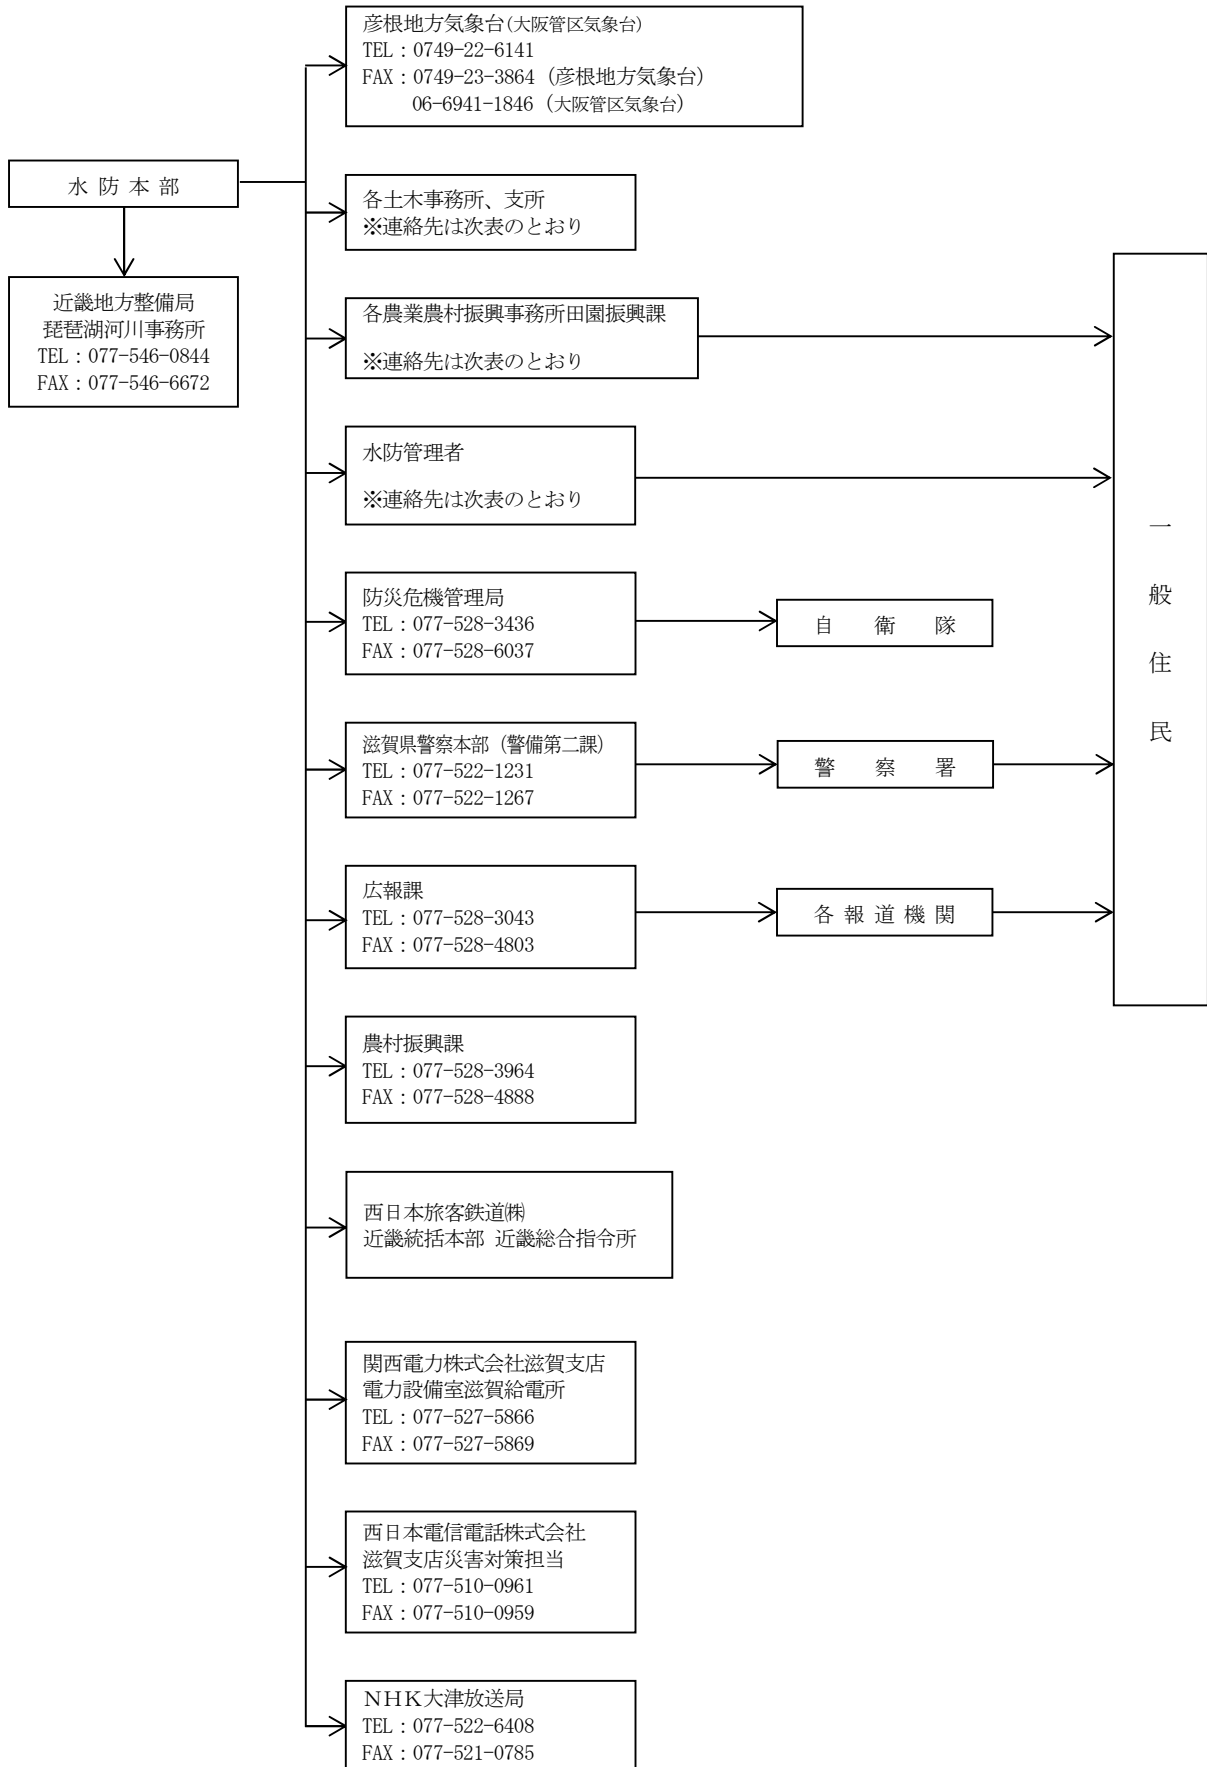 彦根地方気象台(大阪管区気象台)
TEL：0749-22-6141
FAX：0749-23-3864（彦根地方気象台）
06-6941-1846（大阪管区気象台）
水 防 本 部
各土木事務所、支所
※連絡先は次表のとおり
近畿地方整備局
琵琶湖河川事務所
TEL：077-546-0844
FAX：077-546-6672
各農業農村振興事務所田園振興課
※連絡先は次表のとおり
水防管理者
※連絡先は次表のとおり
防災危機管理局
TEL：077-528-3436
FAX：077-528-6037
自　衛　隊
滋賀県警察本部（警備第二課）
TEL：077-522-1231
FAX：077-522-1267
警　察　署
広報課
TEL：077-528-3043
FAX：077-528-4803
各 報 道 機 関
一般住民
農村振興課
TEL：077-528-3964
FAX：077-528-4888
西日本旅客鉄道㈱
近畿統括本部 近畿総合指令所
関西電力株式会社滋賀支店
電力設備室滋賀給電所
TEL：077-527-5866
FAX：077-527-5869
西日本電信電話株式会社
滋賀支店災害対策担当
TEL：077-510-0961
FAX：077-510-0959
ＮＨＫ大津放送局
TEL：077-522-6408
FAX：077-521-0785